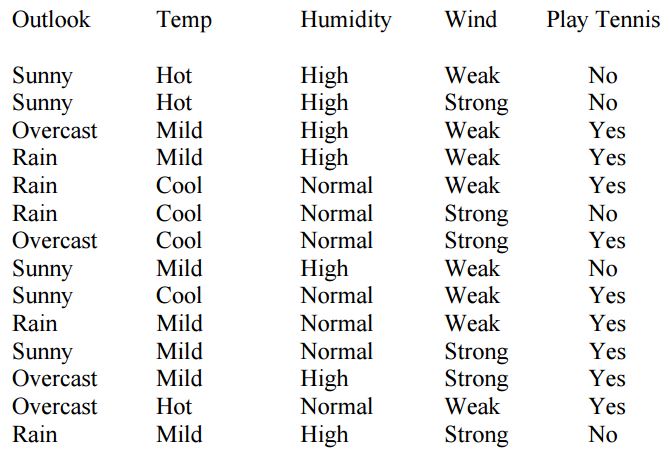 Outlook Temp Humidity Wind Play Tennis
Sunny Hot High Weak No
Sunny Hot High Strong No
Overcast Mild High Weak Yes
Rain Mild High Weak Yes
Rain Cool Normal Weak Yes
Rain Cool Normal Strong No
Overcast Cool Normal Strong Yes
Sunny Mild High Weak No
Sunny Cool Normal Weak Yes
Rain Mild Normal Weak Yes
Sunny Mild Normal Strong Yes
Overcast Mild High Strong Yes
Overcast Hot Normal Weak Yes
Rain Mild High Strong No